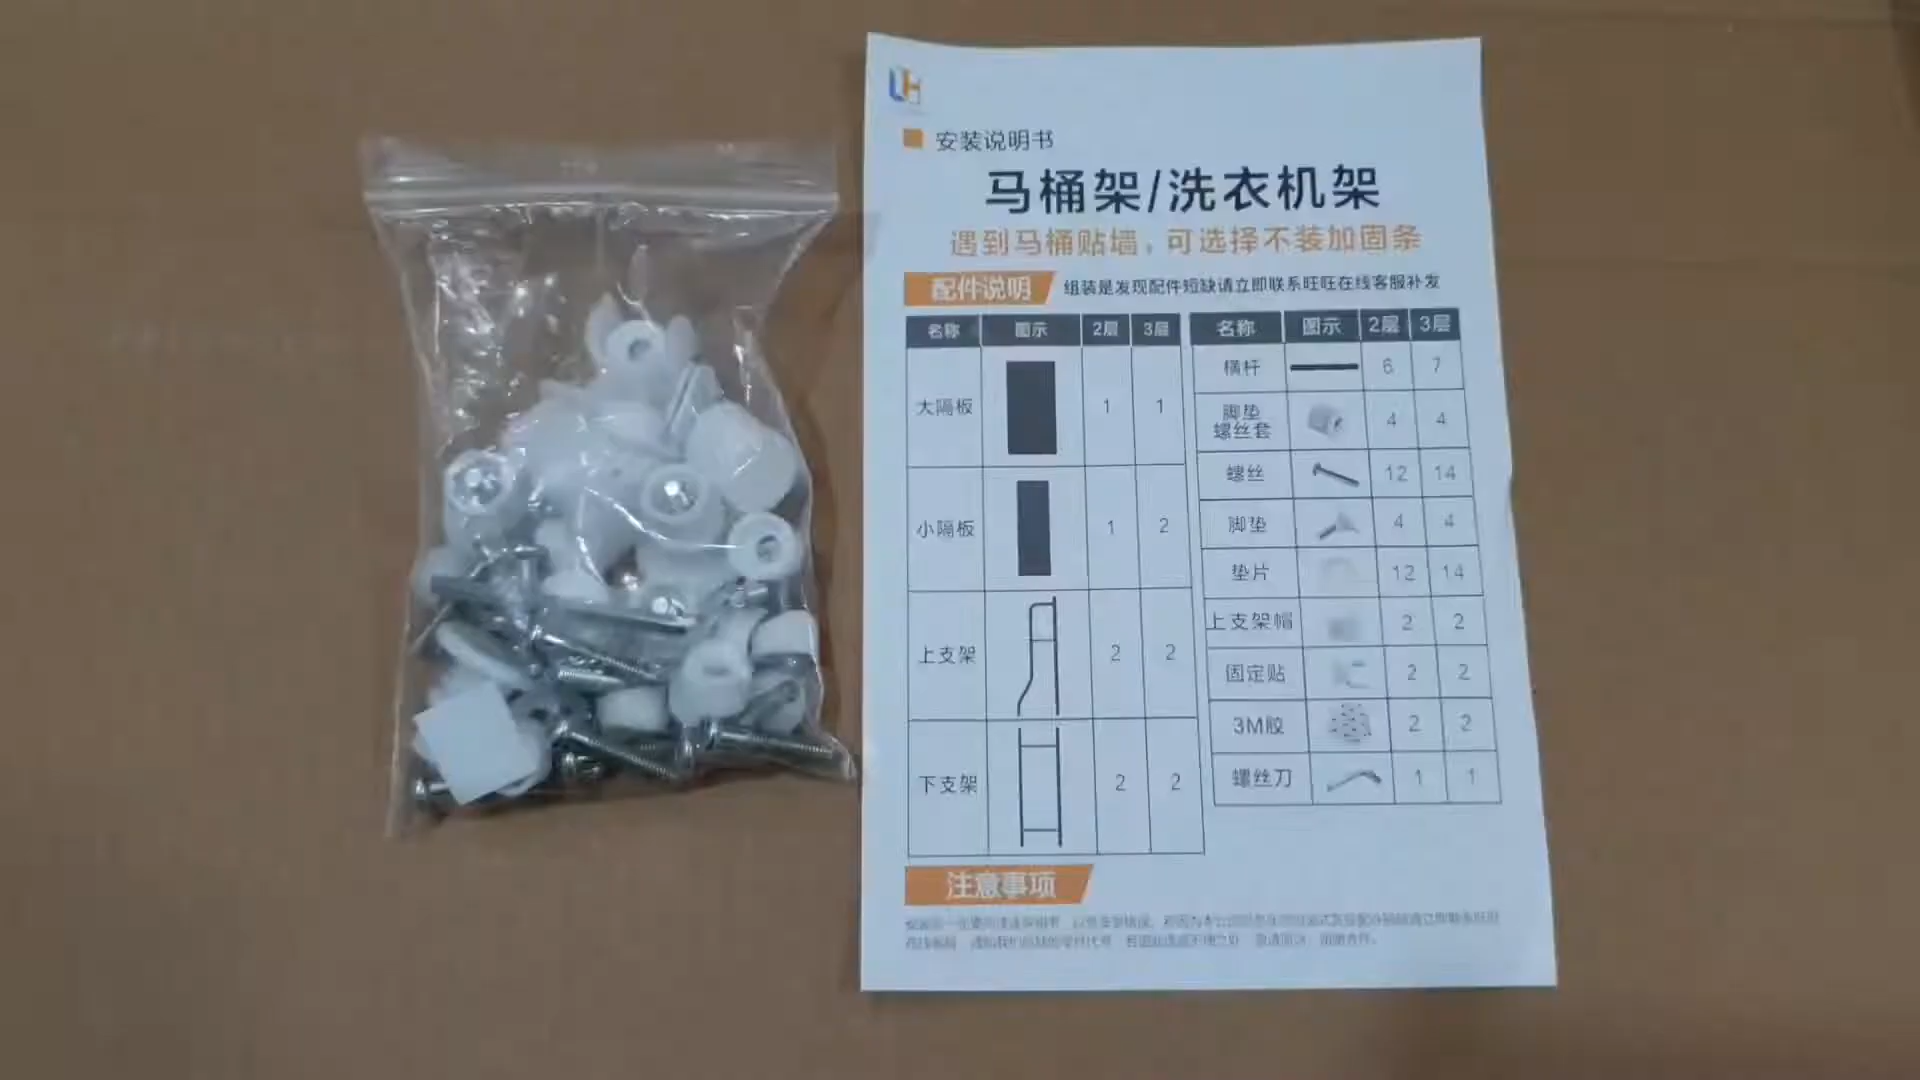 安装说明书
马桶架/洗衣机架
遇到马桶贴墙，可选择不装加固条
配件说明 组装是发现配件短缺请立即联系旺旺在线客服补发
名称 图示 2层 3层
大隔板 1 1
小隔板 1 2
上支架 2 2
下支架 2 2
名称 图示 2层 3层
横杆 6 7
脚垫
螺丝套 4 4
螺丝 12 14
脚垫 4 4
垫片 12 14
上支架帽 2 2
固定贴 2 2
3M胶 2 2
螺丝刀 1 1
注意事项